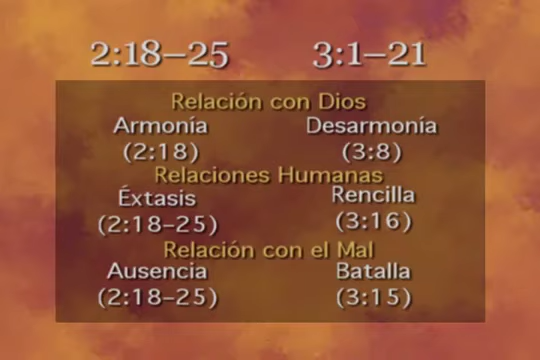 2:18–25 3:1–21
Relación con Dios
Armonía Desarmonía
(2:18) (3:8)
Relaciones Humanas
Éxtasis Rencilla
(2:18–25) (3:16)
Relación con el Mal
Ausencia Batalla
(2:18–25) (3:15)